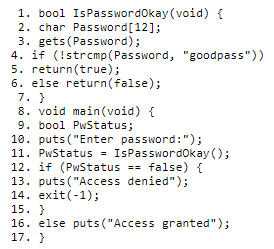 1. bool IsPasswordOkay(void) {
2. char Password[12];
3. gets(Password);
4. if (!strcmp(Password, "goodpass"))
5. return(true);
6. else return(false);
7. }
8. void main(void) {
9. bool PwStatus;
10. puts("Enter password:");
11. PwStatus = IsPasswordOkay();
12. if (PwStatus == false) {
13. puts("Access denied");
14. exit(-1);
15. }
16. else puts("Access granted");
17. }